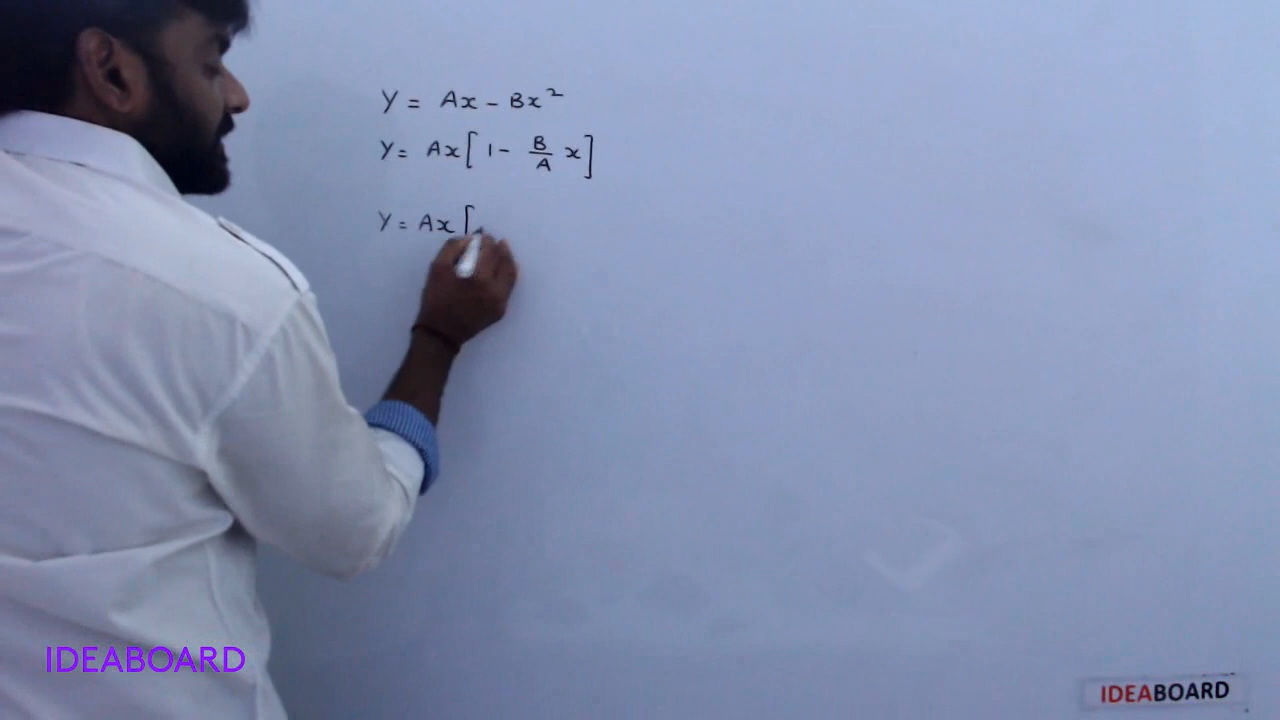 Y = Ax - Bx²
Y = Ax [ 1 - B/A x ]
Y = Ax [
IDEABOARD
IDEABOARD